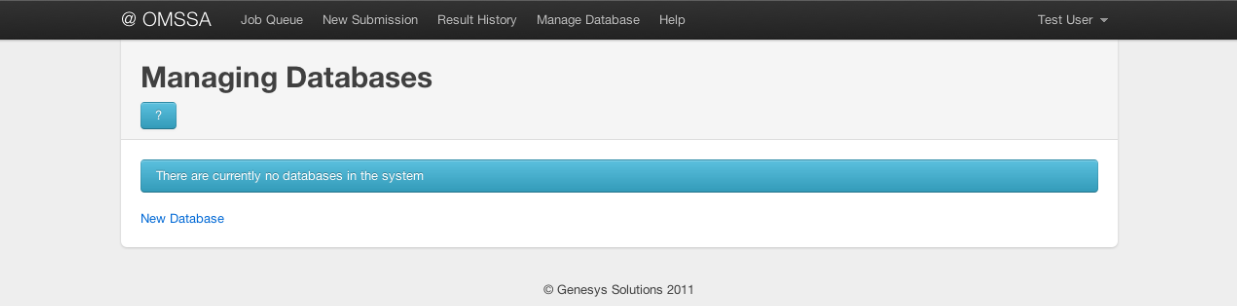 @ OMSSA Job Queue New Submission Result History Manage Database Help Test User
Managing Databases
?
There are currently no databases in the system
New Database
© Genesys Solutions 2011